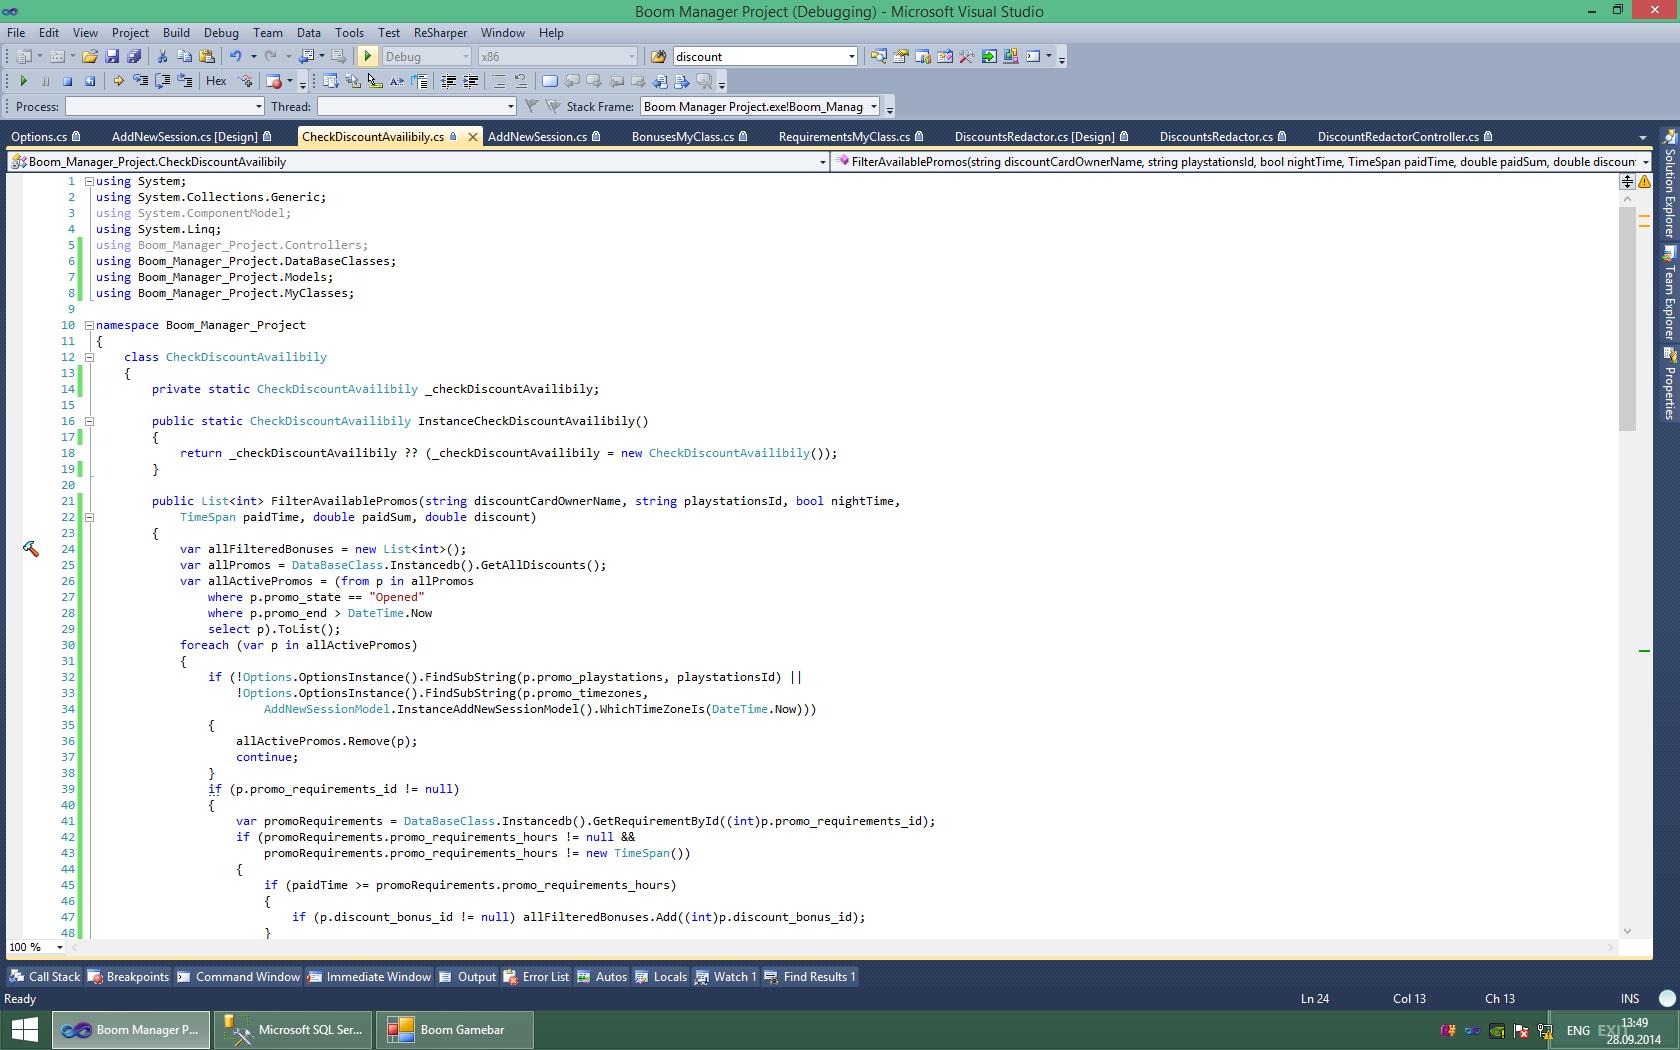 Boom Manager Project (Debugging) - Microsoft Visual Studio
File Edit View Project Build Debug Team Data Tools Test ReSharper Window Help
Debug x86 discount
Hex
Process: Thread: Stack Frame: Boom Manager Project.exe!Boom_Manag
Options.cs AddNewSession.cs [Design] CheckDiscountAvailibily.cs AddNewSession.cs BonusesMyClass.cs RequirementsMyClass.cs DiscountsRedactor.cs [Design] DiscountsRedactor.cs DiscountRedactorController.cs
Boom_Manager_Project.CheckDiscountAvailibily FilterAvailablePromos(string discountCardOwnerName, string playstationsId, bool nightTime, TimeSpan paidTime, double paidSum, double discoun
1 using System;
2 using System.Collections.Generic;
3 using System.ComponentModel;
4 using System.Linq;
5 using Boom_Manager_Project.Controllers;
6 using Boom_Manager_Project.DataBaseClasses;
7 using Boom_Manager_Project.Models;
8 using Boom_Manager_Project.MyClasses;
9
10 namespace Boom_Manager_Project
11 {
12 class CheckDiscountAvailibily
13 {
14 private static CheckDiscountAvailibily _checkDiscountAvailibily;
15
16 public static CheckDiscountAvailibily InstanceCheckDiscountAvailibily()
17 {
18 return _checkDiscountAvailibily ?? (_checkDiscountAvailibily = new CheckDiscountAvailibily());
19 }
20
21 public List<int> FilterAvailablePromos(string discountCardOwnerName, string playstationsId, bool nightTime,
22 TimeSpan paidTime, double paidSum, double discount)
23 {
24 var allFilteredBonuses = new List<int>();
25 var allPromos = DataBaseClass.Instancedb().GetAllDiscounts();
26 var allActivePromos = (from p in allPromos
27 where p.promo_state == "Opened"
28 where p.promo_end > DateTime.Now
29 select p).ToList();
30 foreach (var p in allActivePromos)
31 {
32 if (!Options.OptionsInstance().FindSubString(p.promo_playstations, playstationsId) ||
33 !Options.OptionsInstance().FindSubString(p.promo_timezones,
34 AddNewSessionModel.InstanceAddNewSessionModel().WhichTimeZoneIs(DateTime.Now)))
35 {
36 allActivePromos.Remove(p);
37 continue;
38 }
39 if (p.promo_requirements_id != null)
40 {
41 var promoRequirements = DataBaseClass.Instancedb().GetRequirementById((int)p.promo_requirements_id);
42 if (promoRequirements.promo_requirements_hours != null &&
43 promoRequirements.promo_requirements_hours != new TimeSpan())
44 {
45 if (paidTime >= promoRequirements.promo_requirements_hours)
46 {
47 if (p.discount_bonus_id != null) allFilteredBonuses.Add((int)p.discount_bonus_id);
48 }
100 %
Solution Explorer
Team Explorer
Properties
Call Stack Breakpoints Command Window Immediate Window Output Error List Autos Locals Watch 1 Find Results 1
Ready Ln 24 Col 13 Ch 13 INS
Boom Manager P... Microsoft SQL Ser... Boom Gamebar ENG EXIT 13:49
28.09.2014